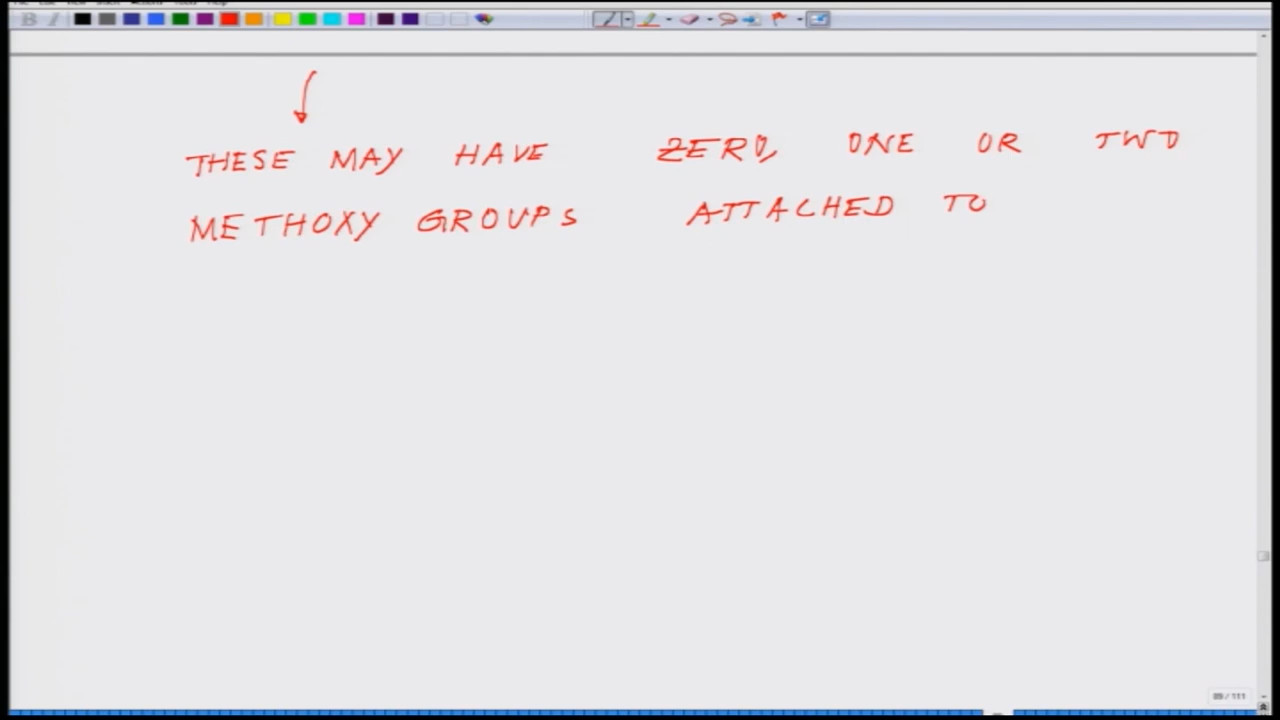 THESE MAY HAVE ZERO, ONE OR TWO
METHOXY GROUPS ATTACHED TO